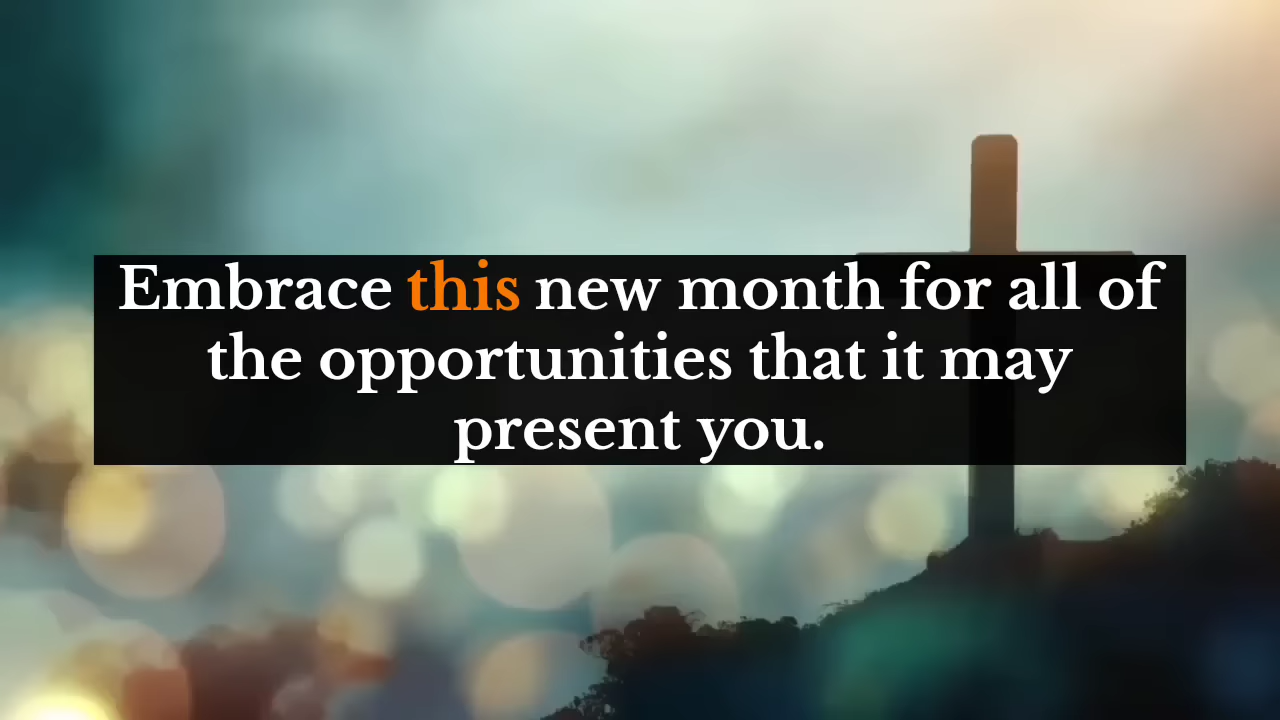 Embrace this new month for all of
the opportunities that it may
present you.